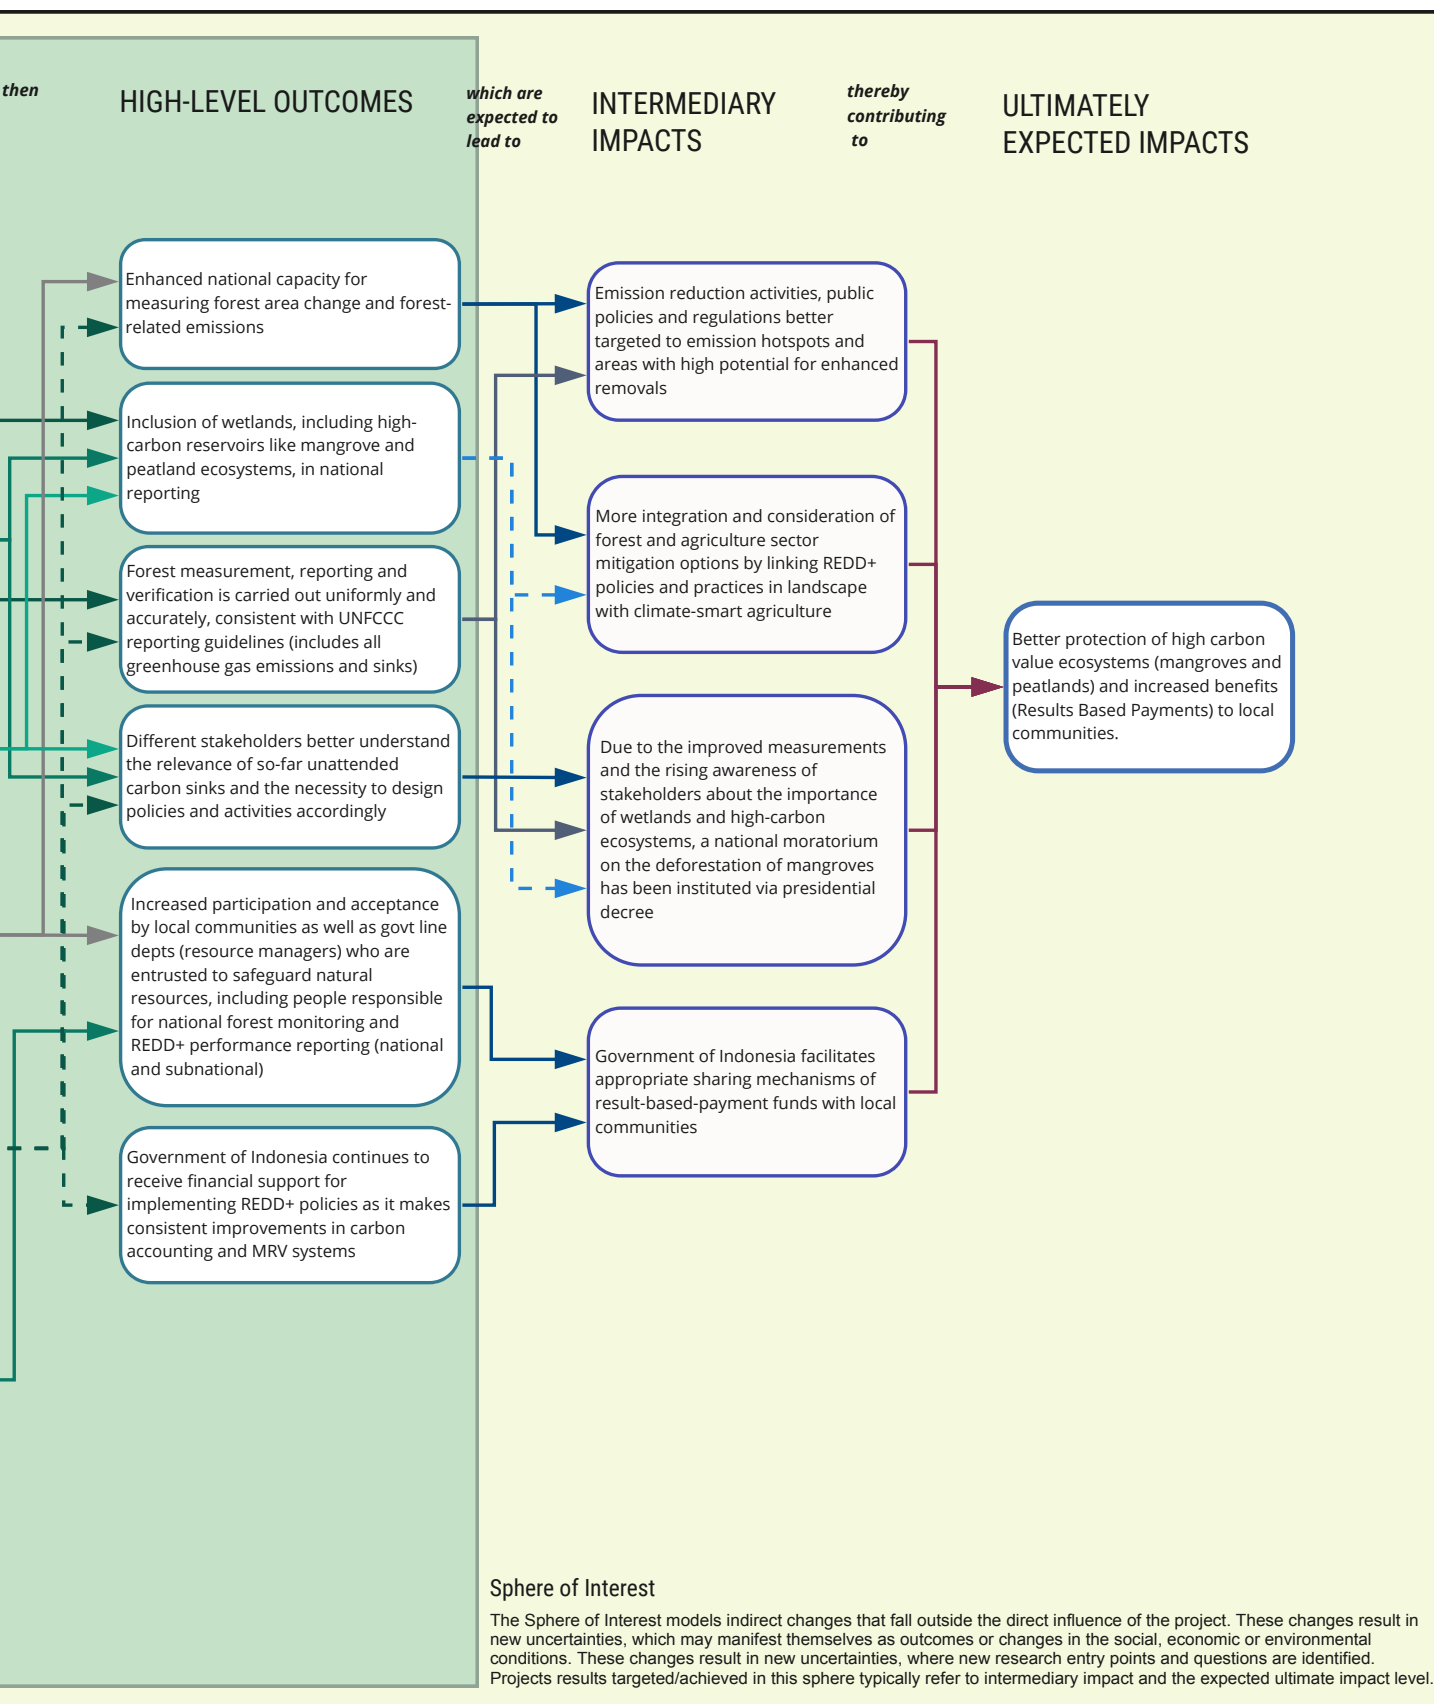 then
HIGH-LEVEL OUTCOMES
which are
expected to
lead to
INTERMEDIARY
IMPACTS
thereby
contributing
to
ULTIMATELY
EXPECTED IMPACTS
Enhanced national capacity for
measuring forest area change and forest-
related emissions
Inclusion of wetlands, including high-
carbon reservoirs like mangrove and
peatland ecosystems, in national
reporting
Forest measurement, reporting and
verification is carried out uniformly and
accurately, consistent with UNFCCC
reporting guidelines (includes all
greenhouse gas emissions and sinks)
Different stakeholders better understand
the relevance of so-far unattended
carbon sinks and the necessity to design
policies and activities accordingly
Increased participation and acceptance
by local communities as well as govt line
depts (resource managers) who are
entrusted to safeguard natural
resources, including people responsible
for national forest monitoring and
REDD+ performance reporting (national
and subnational)
Government of Indonesia continues to
receive financial support for
implementing REDD+ policies as it makes
consistent improvements in carbon
accounting and MRV systems
Emission reduction activities, public
policies and regulations better
targeted to emission hotspots and
areas with high potential for enhanced
removals
More integration and consideration of
forest and agriculture sector
mitigation options by linking REDD+
policies and practices in landscape
with climate-smart agriculture
Due to the improved measurements
and the rising awareness of
stakeholders about the importance
of wetlands and high-carbon
ecosystems, a national moratorium
on the deforestation of mangroves
has been instituted via presidential
decree
Government of Indonesia facilitates
appropriate sharing mechanisms of
result-based-payment funds with local
communities
Better protection of high carbon
value ecosystems (mangroves and
peatlands) and increased benefits
(Results Based Payments) to local
communities.
Sphere of Interest
The Sphere of Interest models indirect changes that fall outside the direct influence of the project. These changes result in
new uncertainties, which may manifest themselves as outcomes or changes in the social, economic or environmental
conditions. These changes result in new uncertainties, where new research entry points and questions are identified.
Projects results targeted/achieved in this sphere typically refer to intermediary impact and the expected ultimate impact level.